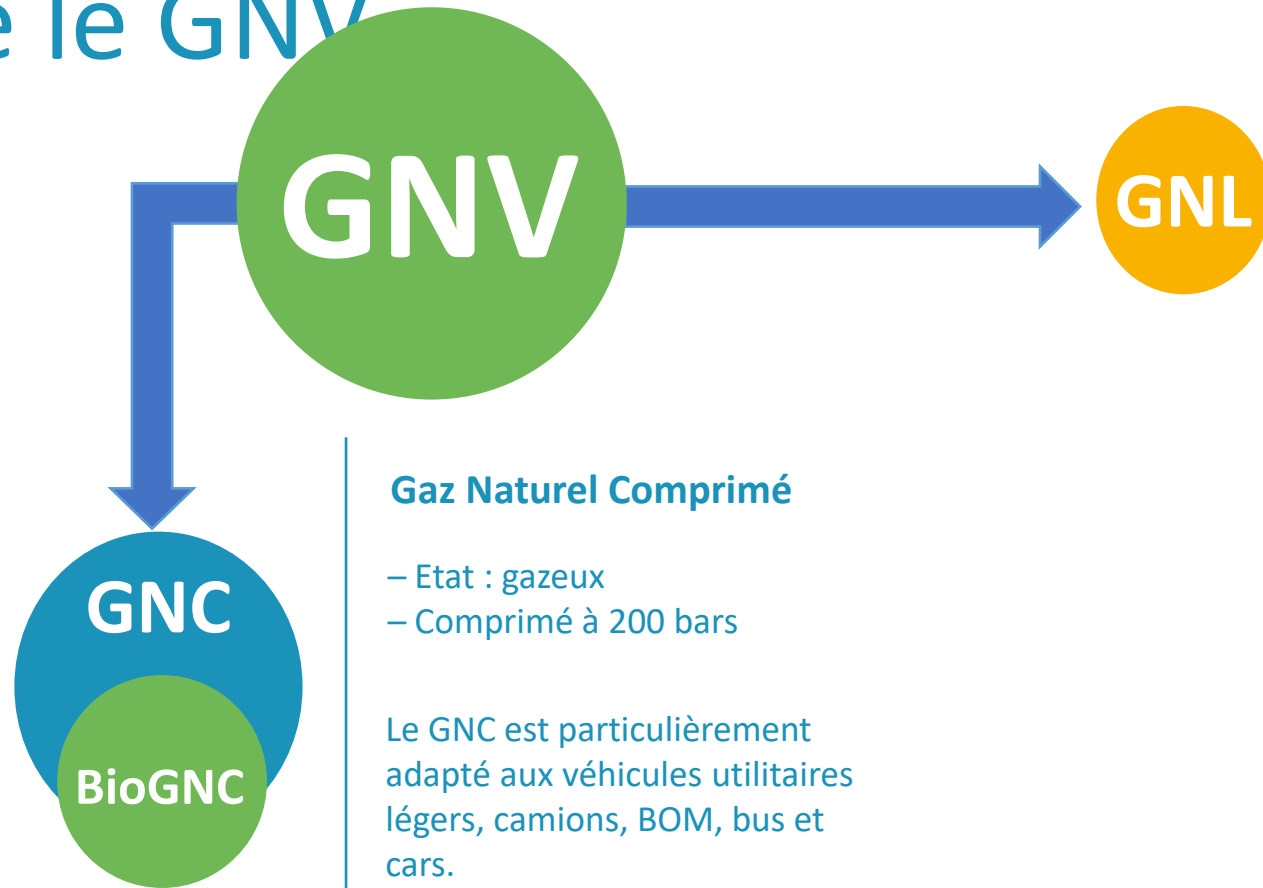 e le GNV
GNV
GNL
Gaz Naturel Comprimé
– Etat : gazeux
– Comprimé à 200 bars
GNC
Le GNC est particulièrement
adapté aux véhicules utilitaires
légers, camions, BOM, bus et
cars.
BioGNC